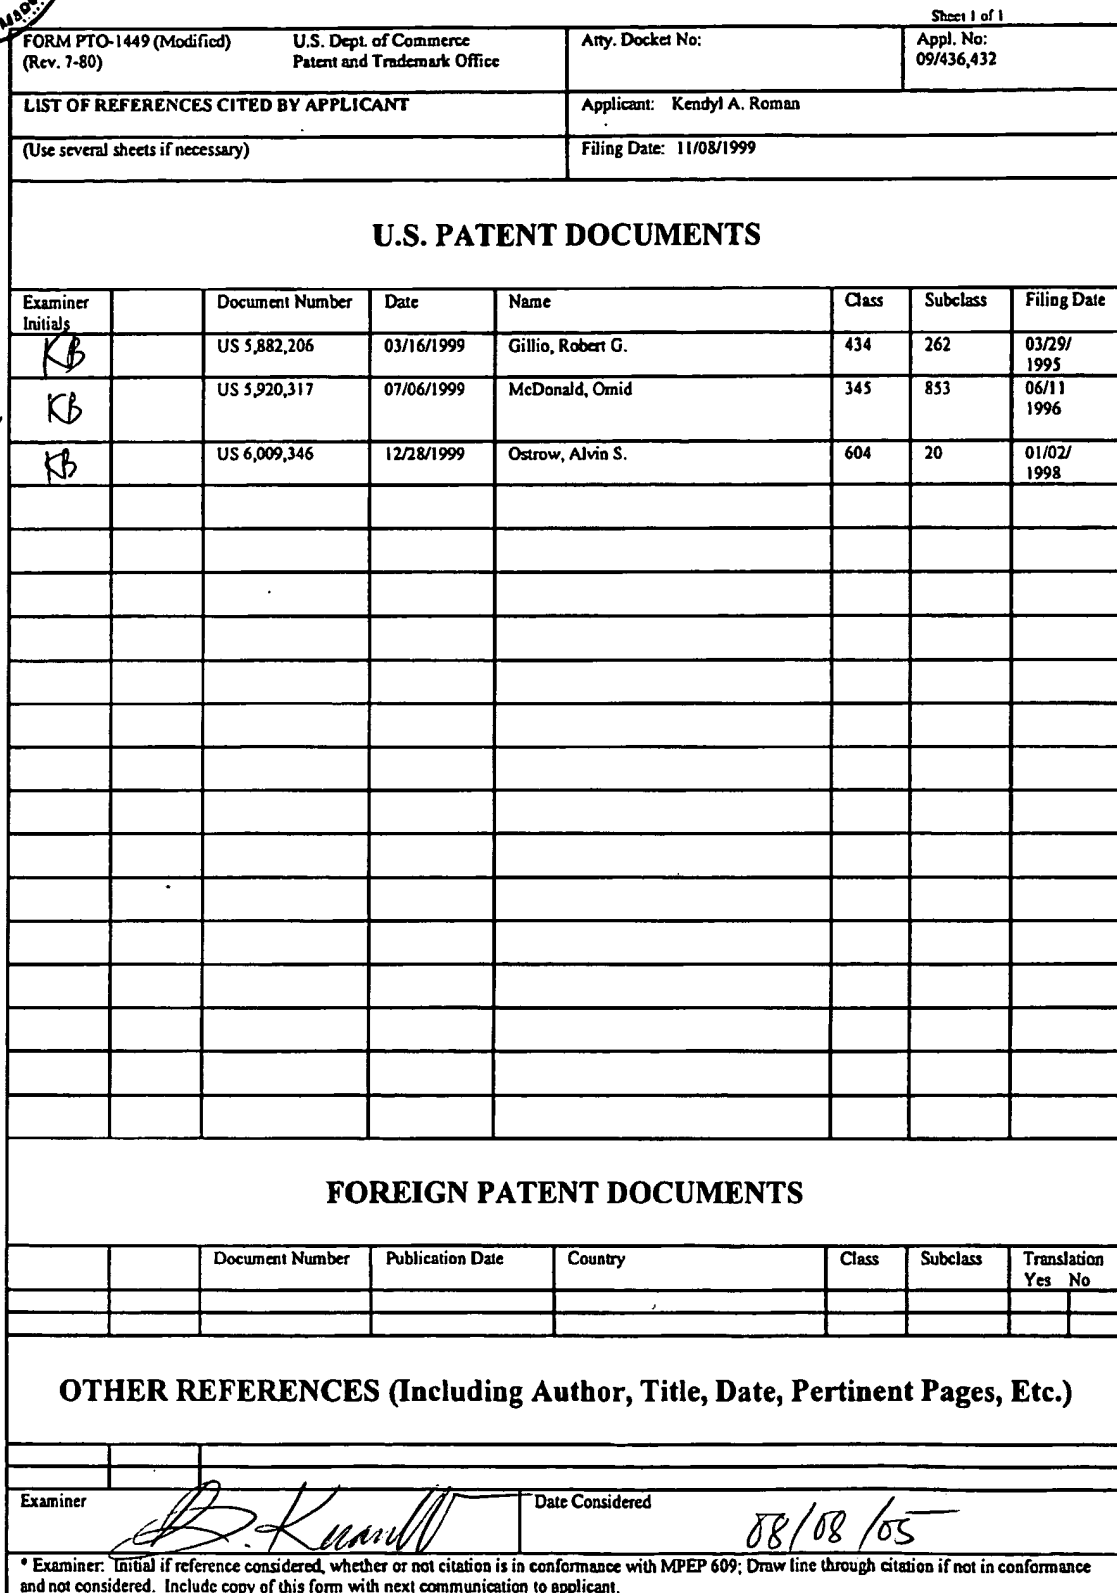 Sheet 1 of 1
FORM PTO-1449 (Modified) U.S. Dept. of Commerce Atty. Docket No: Appl. No:
(Rev. 7-80) Patent and Trademark Office 09/436,432
LIST OF REFERENCES CITED BY APPLICANT Applicant: Kendyl A. Roman
(Use several sheets if necessary) Filing Date: 11/08/1999
U.S. PATENT DOCUMENTS
Examiner Document Number Date Name Class Subclass Filing Date
Initials
KB US 5,882,206 03/16/1999 Gillio, Robert G. 434 262 03/29/
1995
KB US 5,920,317 07/06/1999 McDonald, Omid 345 853 06/11
1996
KB US 6,009,346 12/28/1999 Ostrow, Alvin S. 604 20 01/02/
1998
FOREIGN PATENT DOCUMENTS
Document Number Publication Date Country Class Subclass Translation
Yes No
OTHER REFERENCES (Including Author, Title, Date, Pertinent Pages, Etc.)
Examiner Date Considered 08/08/05
* Examiner: Initial if reference considered, whether or not citation is in conformance with MPEP 609; Draw line through citation if not in conformance
and not considered. Include copy of this form with next communication to applicant.